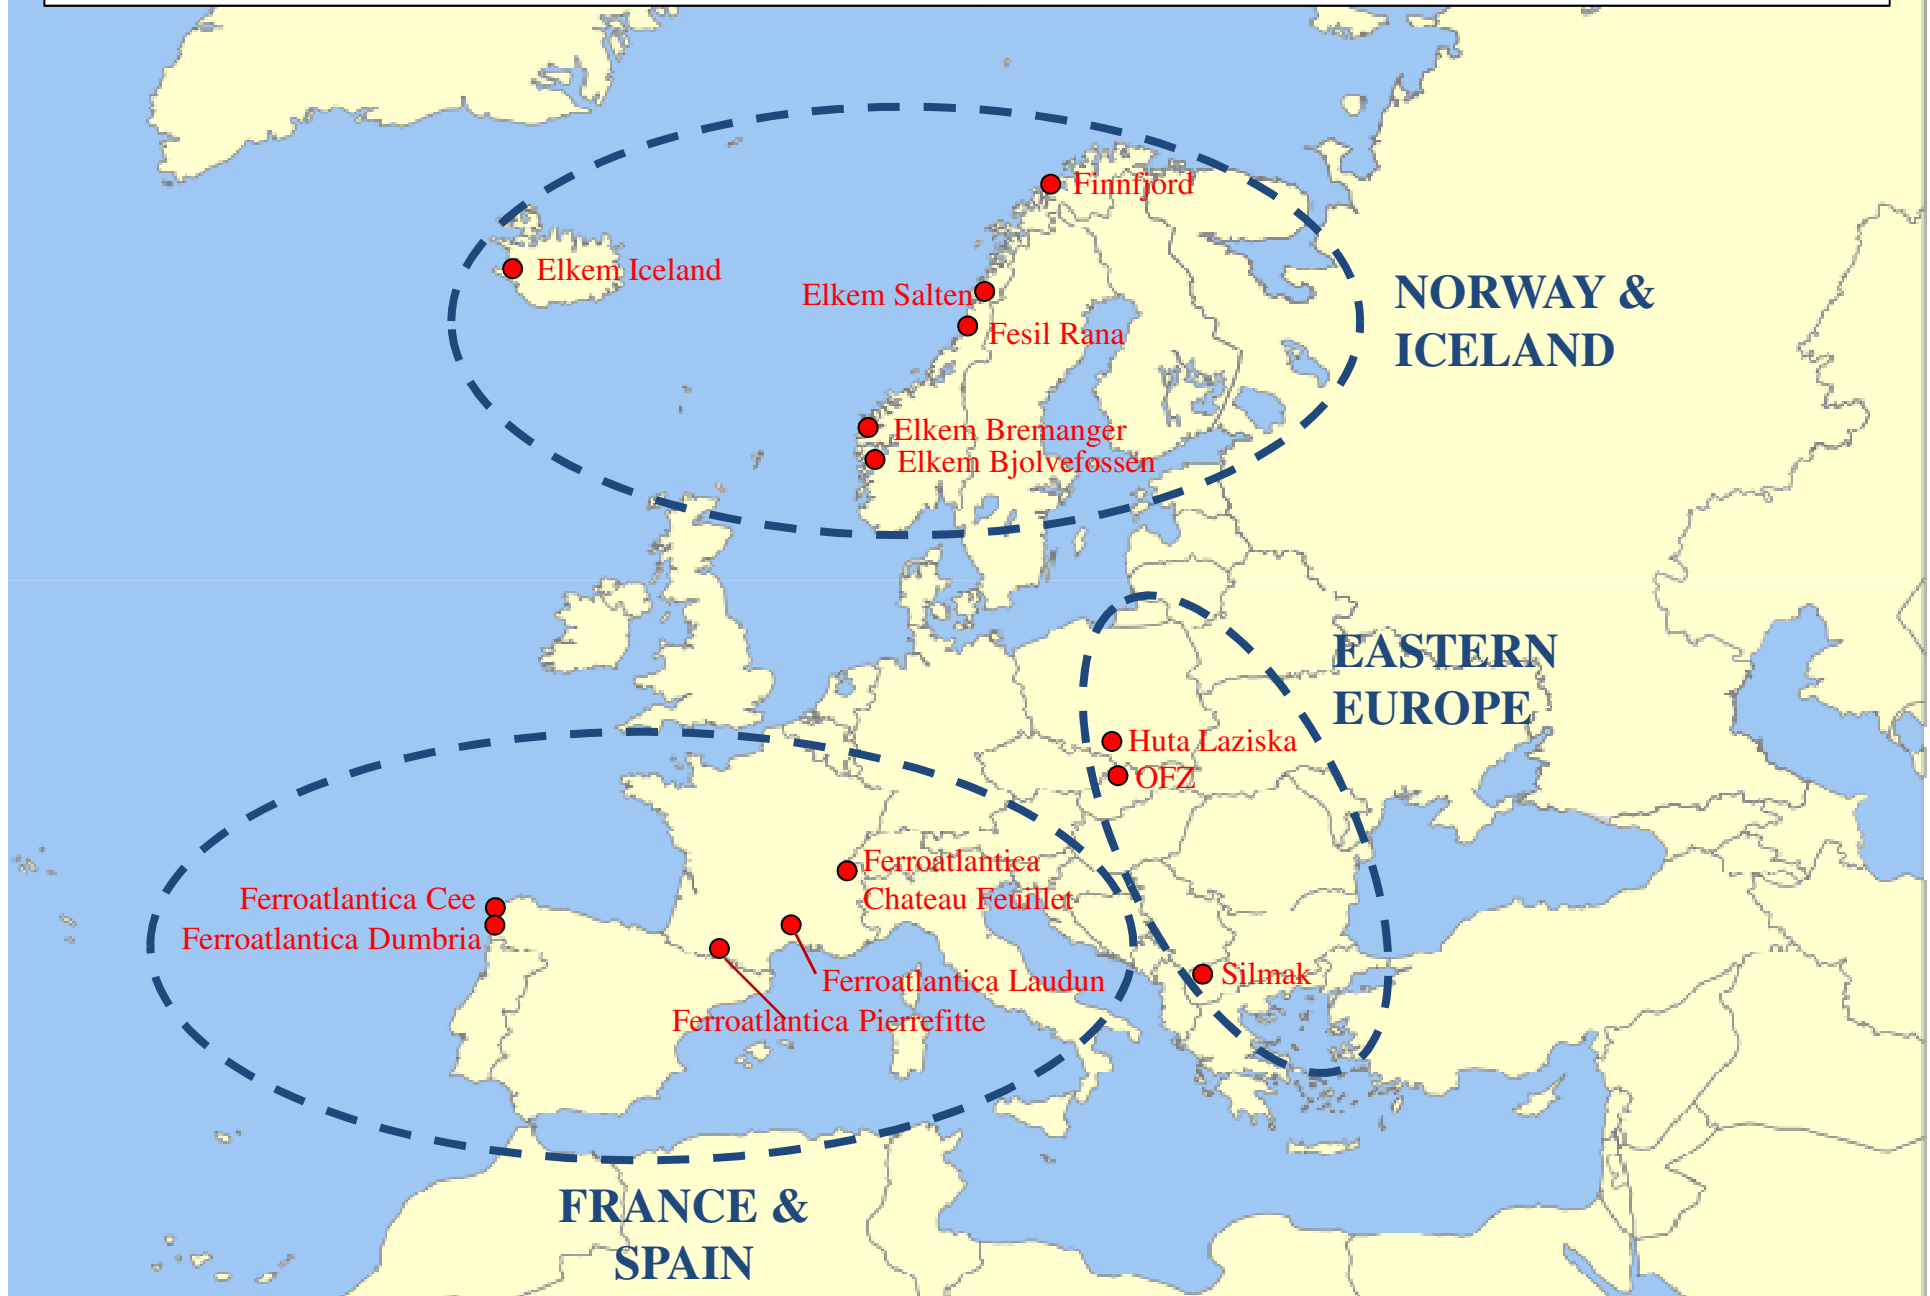 Finnfjord
Elkem Iceland
Elkem Salten
Fesil Rana
NORWAY &
ICELAND
Elkem Bremanger
Elkem Bjolvefossen
EASTERN
EUROPE
Huta Laziska
OFZ
Ferroatlantica
Chateau Feuillet
Ferroatlantica Cee
Ferroatlantica Dumbria
Silmak
Ferroatlantica Laudun
Ferroatlantica Pierrefitte
FRANCE &
SPAIN